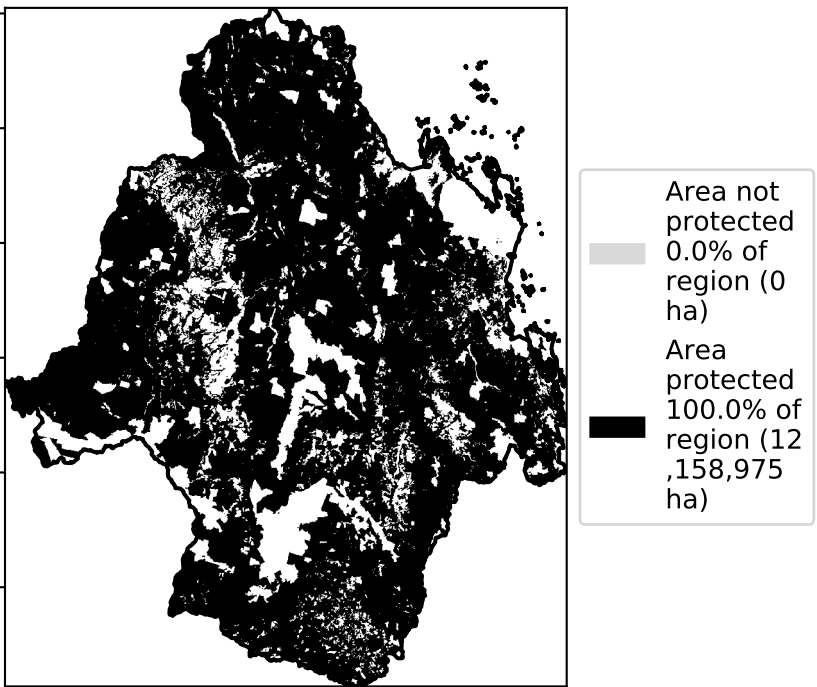 Area not
protected
0.0% of
region (0
ha)
Area
protected
100.0% of
region (12
,158,975
ha)